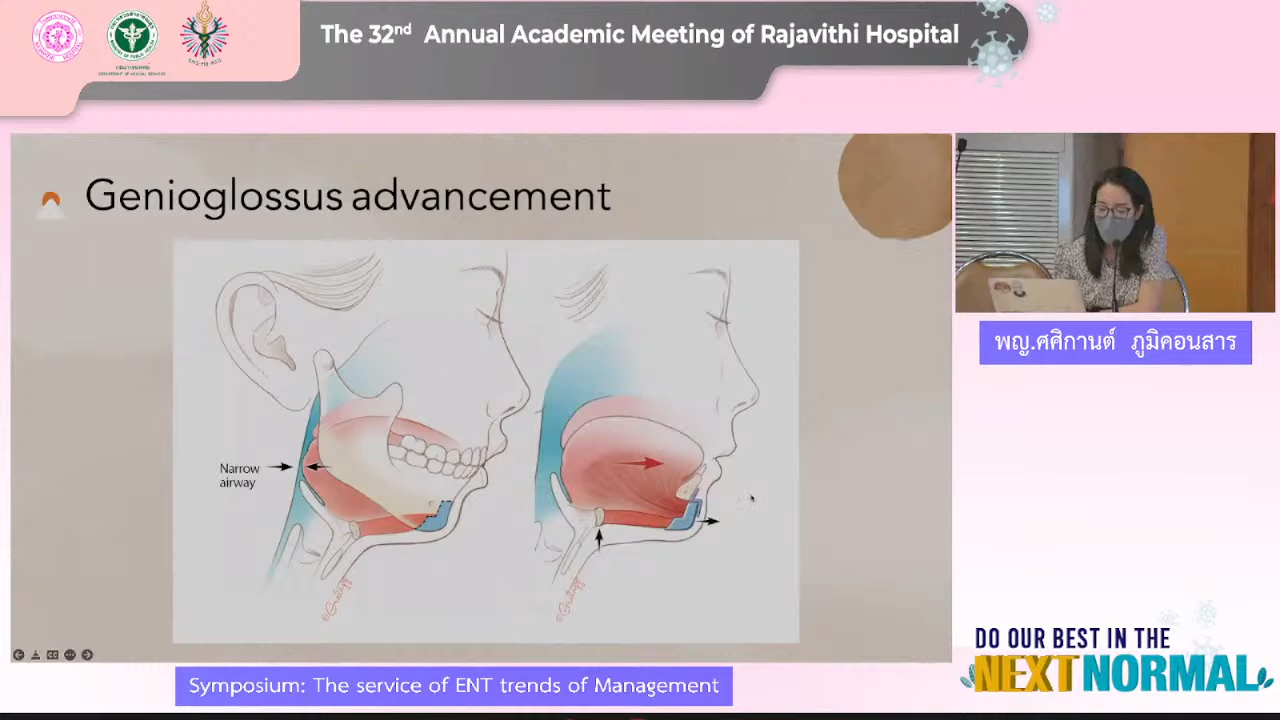 The 32nd Annual Academic Meeting of Rajavithi Hospital
Genioglossus advancement
Narrow
airway
พญ.ศศิกานต์ ภูมิคอนสาร
DO OUR BEST IN THE
NEXT NORMAL
Symposium: The service of ENT trends of Management